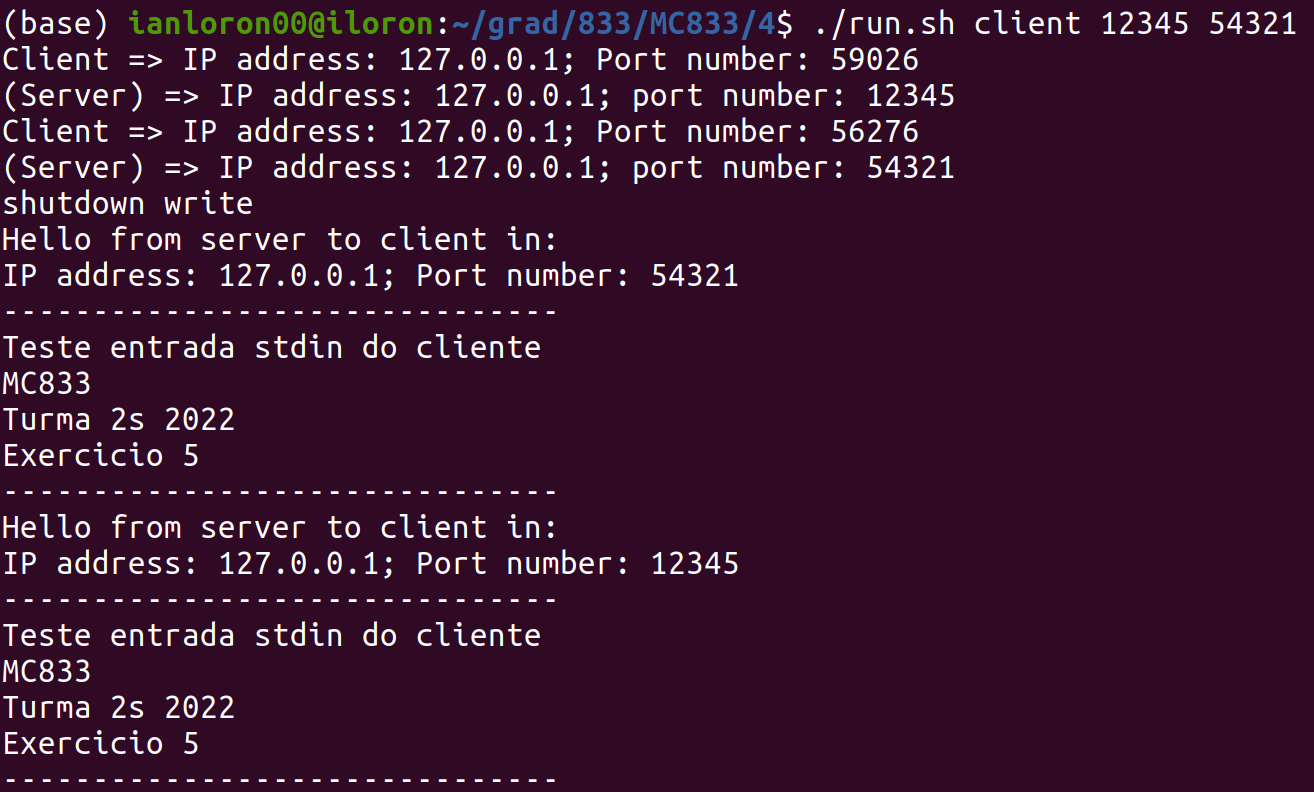 (base) ianloron00@iloron:~/grad/833/MC833/4$ ./run.sh client 12345 54321
Client => IP address: 127.0.0.1; Port number: 59026
(Server) => IP address: 127.0.0.1; port number: 12345
Client => IP address: 127.0.0.1; Port number: 56276
(Server) => IP address: 127.0.0.1; port number: 54321
shutdown write
Hello from server to client in:
IP address: 127.0.0.1; Port number: 54321
-------------------------------
Teste entrada stdin do cliente
MC833
Turma 2s 2022
Exercicio 5
-------------------------------
Hello from server to client in:
IP address: 127.0.0.1; Port number: 12345
-------------------------------
Teste entrada stdin do cliente
MC833
Turma 2s 2022
Exercicio 5
-------------------------------